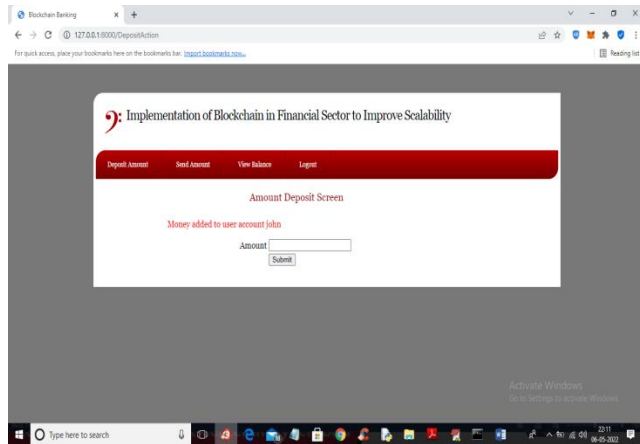 Blockchain Banking
127.0.0.1:8000/DepositAction
For quick access, place your bookmarks here on the bookmarks bar. Import bookmarks now...
Reading list
Implementation of Blockchain in Financial Sector to Improve Scalability
Deposit Amount Send Amount View Balance Logout
Amount Deposit Screen
Money added to user account john
Amount
Submit
Activate Windows
Go to Settings to activate Windows.
Type here to search
22:11
06-05-2022